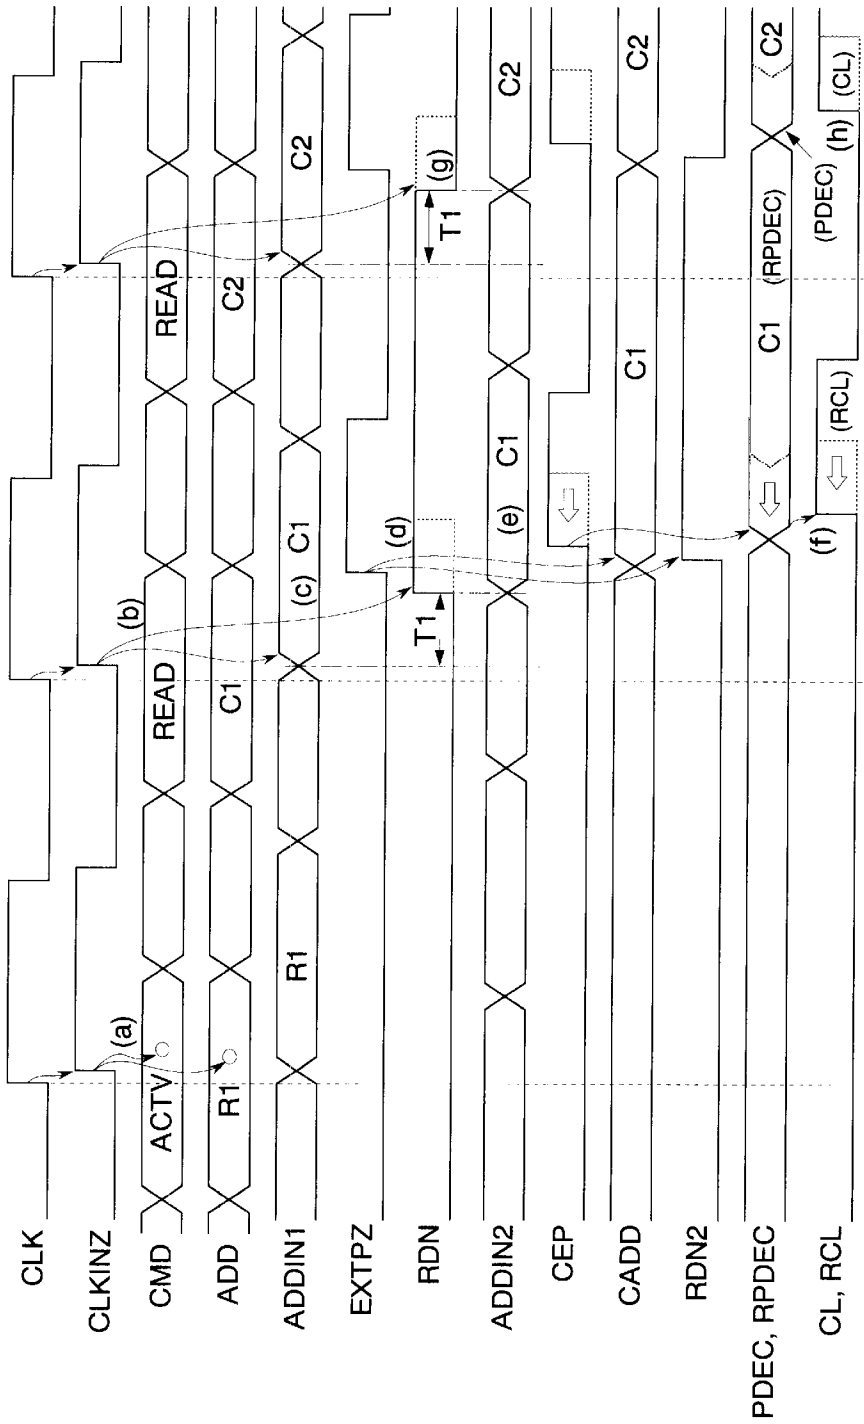 CLK
CLKINZ
(a)
CMD ACTV READ (b) READ
ADD R1 C1 C2
ADDIN1 R1 (c) C1 C2
EXTPZ
RDN T1 (d) T1 (g)
ADDIN2 (e) C1 C2
CEP
CADD C1 C2
RDN2
PDEC, RPDEC C1 (RPDEC) C2
(PDEC)
CL, RCL (f) (RCL) (h) (CL)